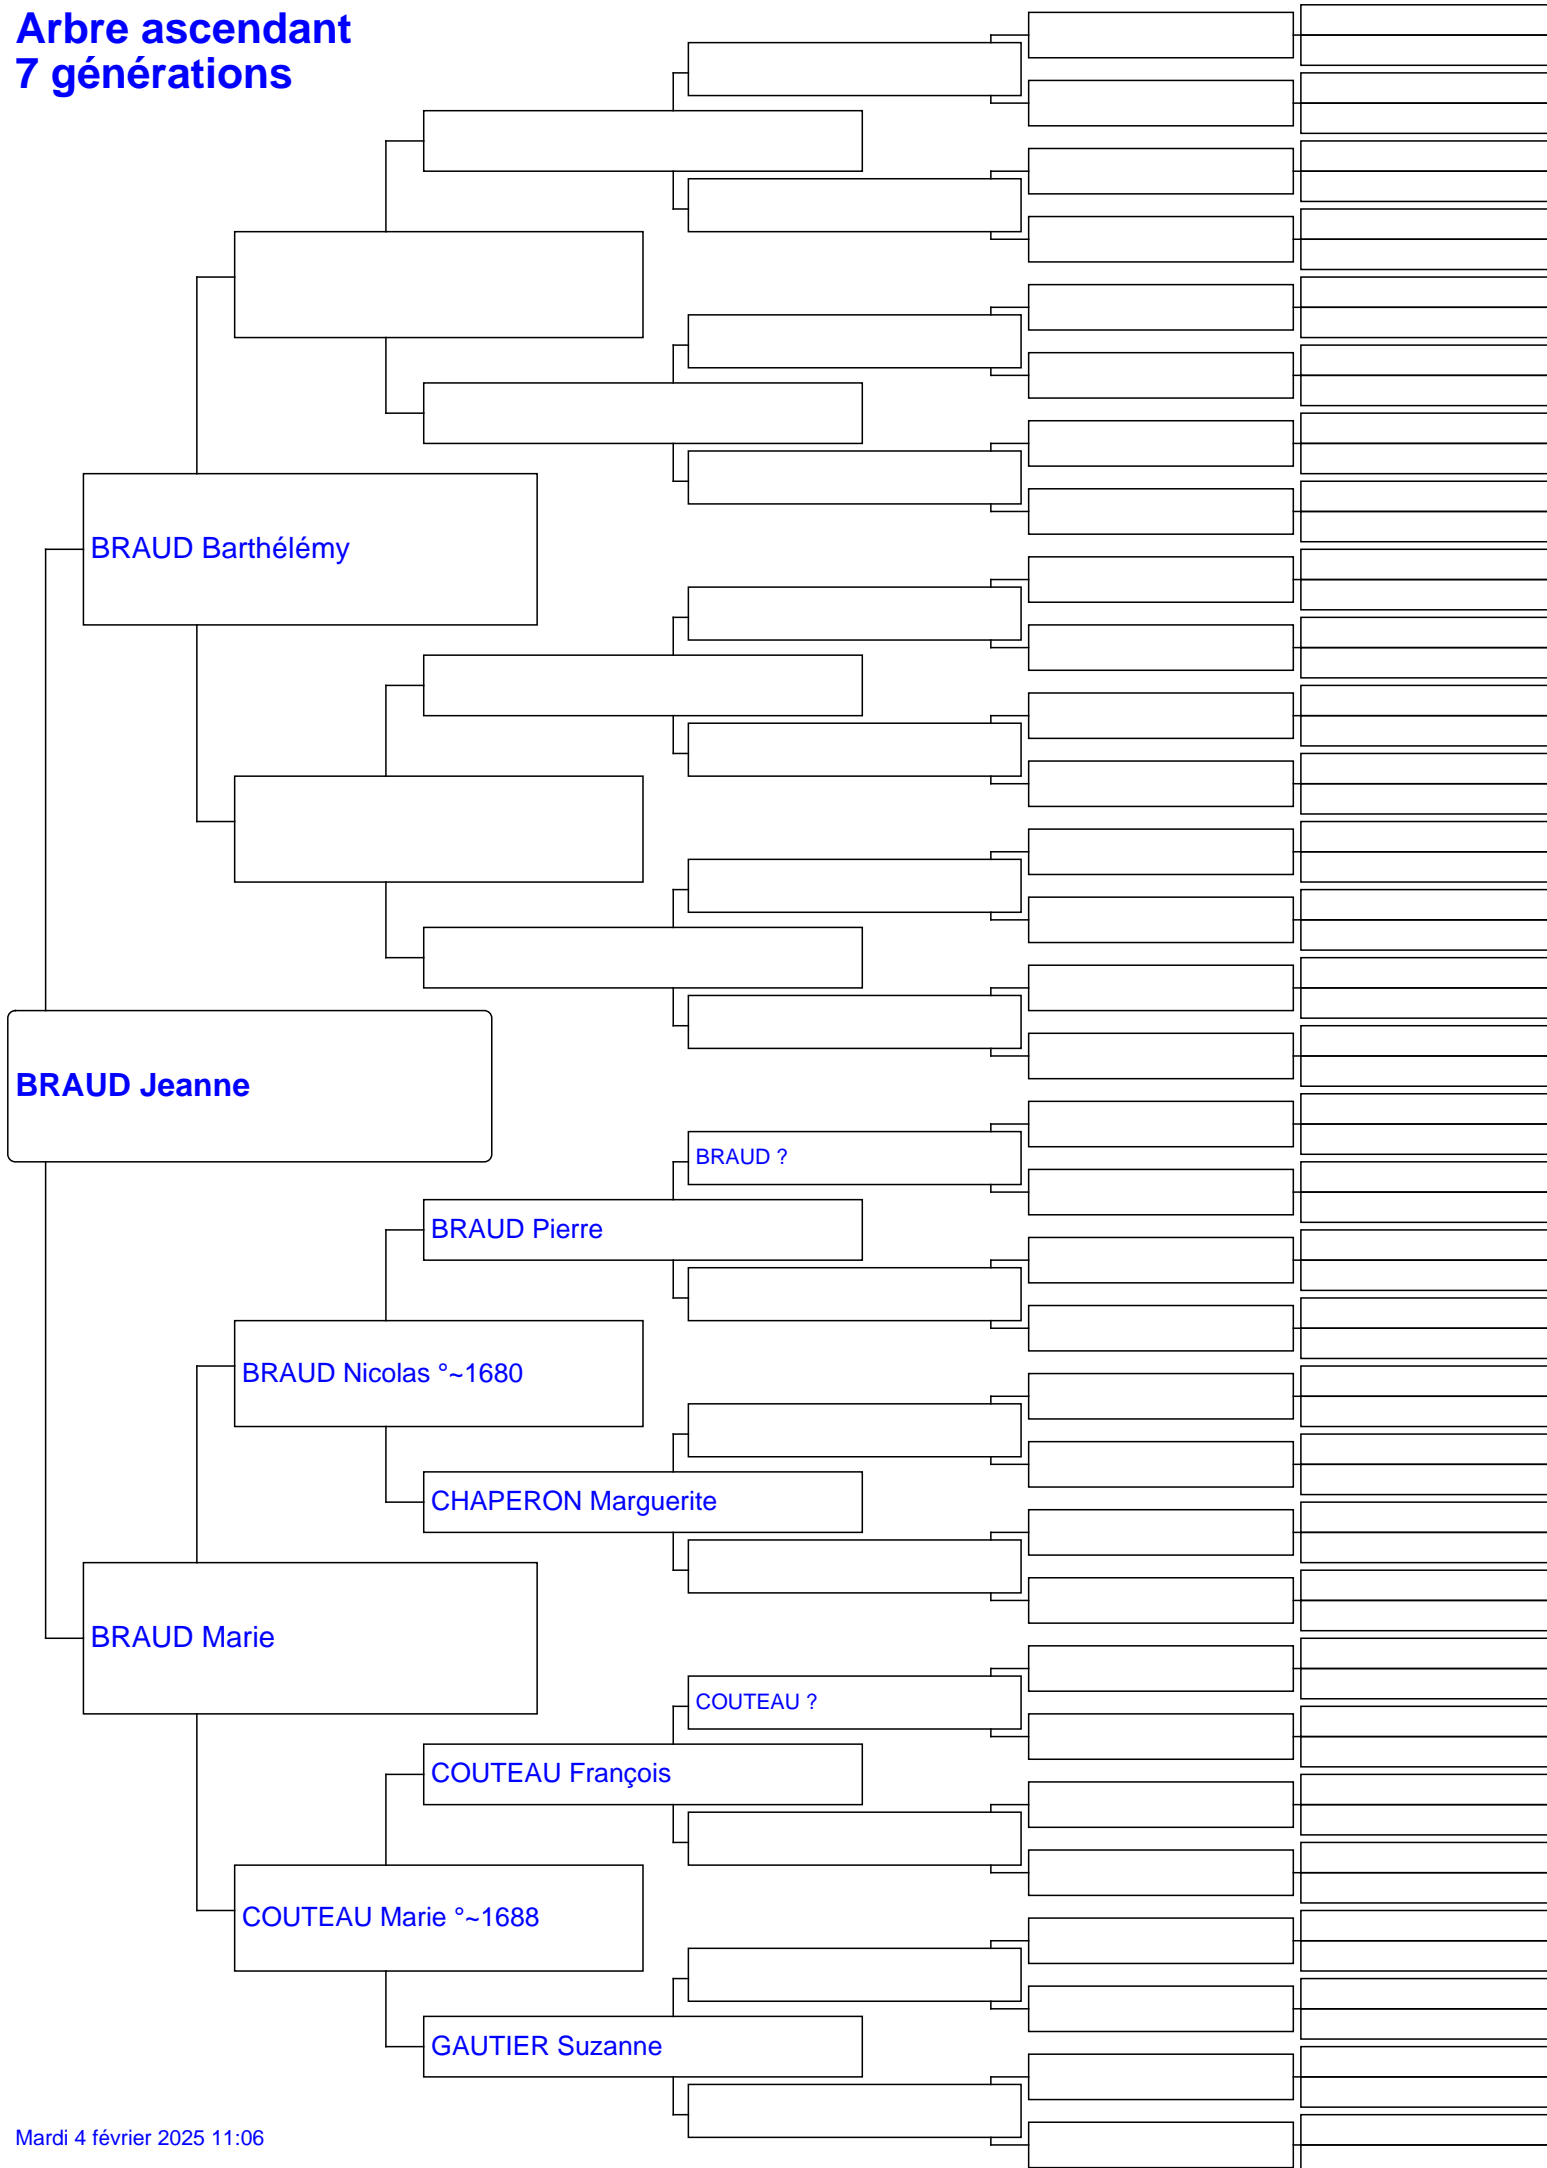 Arbre ascendant
7 générations
BRAUD Barthélémy
BRAUD Jeanne
BRAUD ?
BRAUD Pierre
BRAUD Nicolas °~1680
CHAPERON Marguerite
BRAUD Marie
COUTEAU ?
COUTEAU François
COUTEAU Marie °~1688
GAUTIER Suzanne
Mardi 4 février 2025 11:06